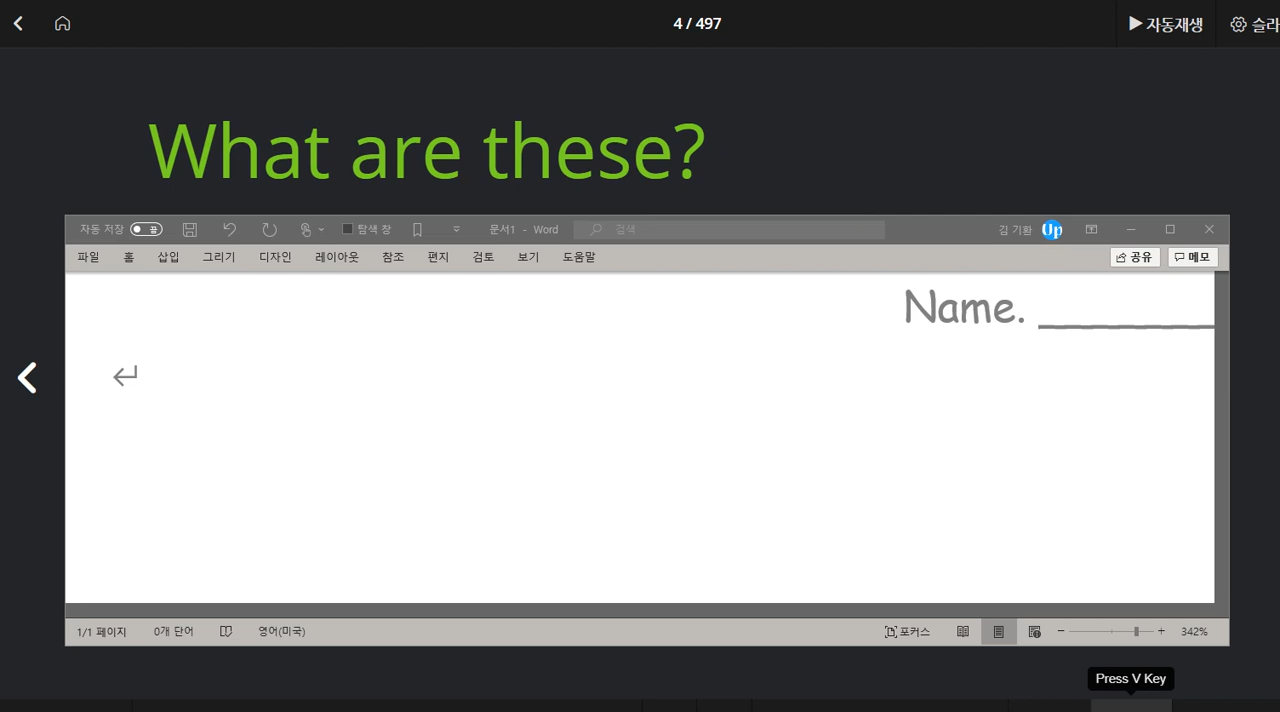 4 / 497
자동재생
슬라
What are these?
자동 저장
탐색 창
문서1 - Word
검색
김 기환
Up
파일 홈 삽입 그리기 디자인 레이아웃 참조 편지 검토 보기 도움말
공유
메모
Name. __________
1/1 페이지
0개 단어
영어(미국)
포커스
342%
Press V Key